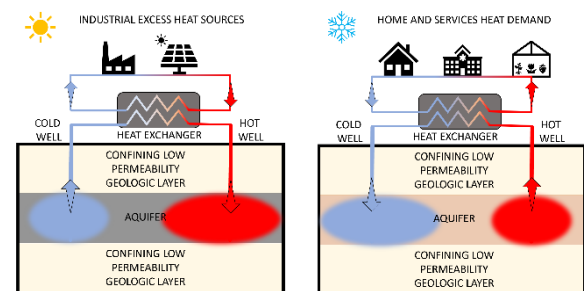 INDUSTRIAL EXCESS HEAT SOURCES
COLD
WELL
HEAT EXCHANGER
HOT
WELL
CONFINING LOW
PERMEABILITY
GEOLOGIC LAYER
AQUIFER
CONFINING LOW
PERMEABILITY
GEOLOGIC LAYER
HOME AND SERVICES HEAT DEMAND
COLD
WELL
HEAT EXCHANGER
HOT
WELL
CONFINING LOW
PERMEABILITY
GEOLOGIC LAYER
AQUIFER
CONFINING LOW
PERMEABILITY
GEOLOGIC LAYER